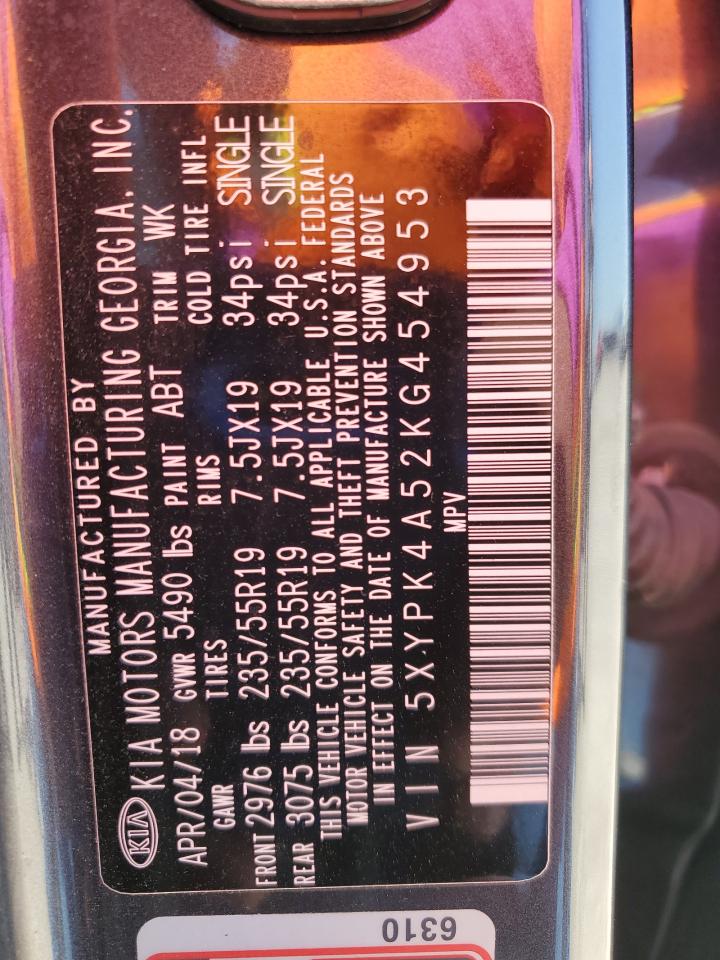 MANUFACTURED BY
KIA KIA MOTORS MANUFACTURING GEORGIA, INC.
APR/04/18 GVWR 5490 lbs PAINT ABT TRIM WK
GAWR TIRES RIMS COLD TIRE INFL
FRONT 2976 lbs 235/55R19 7.5JX19 34psi SINGLE
REAR 3075 lbs 235/55R19 7.5JX19 34psi SINGLE
THIS VEHICLE CONFORMS TO ALL APPLICABLE U.S.A. FEDERAL
MOTOR VEHICLE SAFETY AND THEFT PREVENTION STANDARDS
IN EFFECT ON THE DATE OF MANUFACTURE SHOWN ABOVE
VIN 5XYPK4A52KG454953
MPV
6310